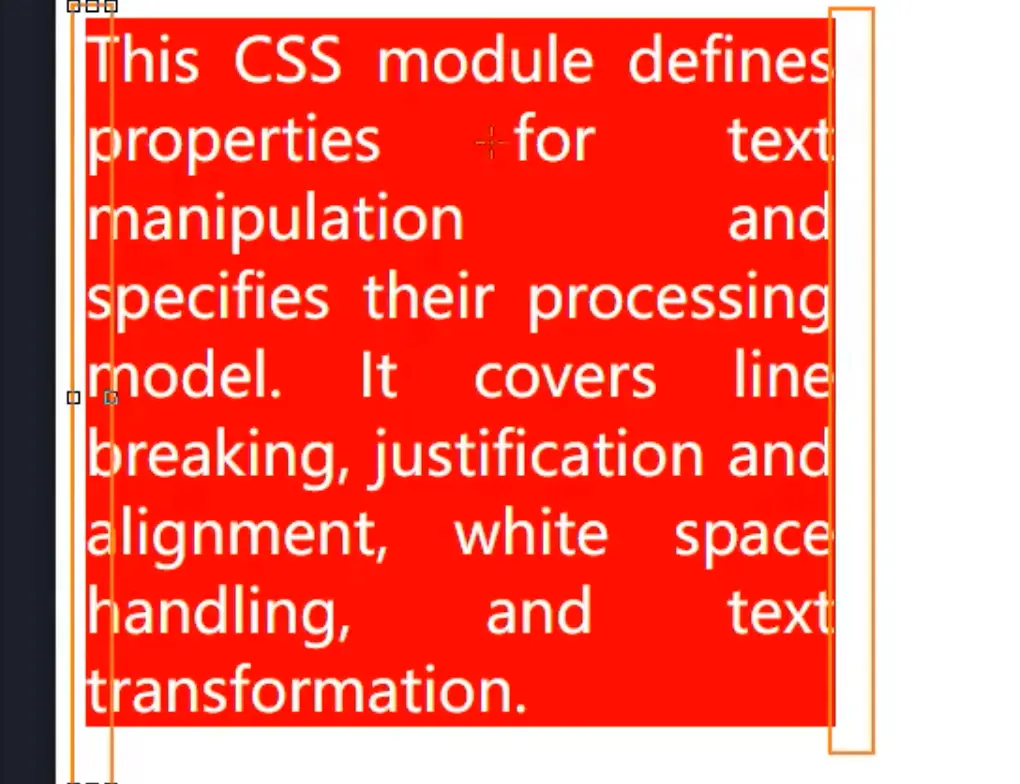 This CSS module defines
properties for text
manipulation and
specifies their processing
model. It covers line
breaking, justification and
alignment, white space
handling, and text
transformation.